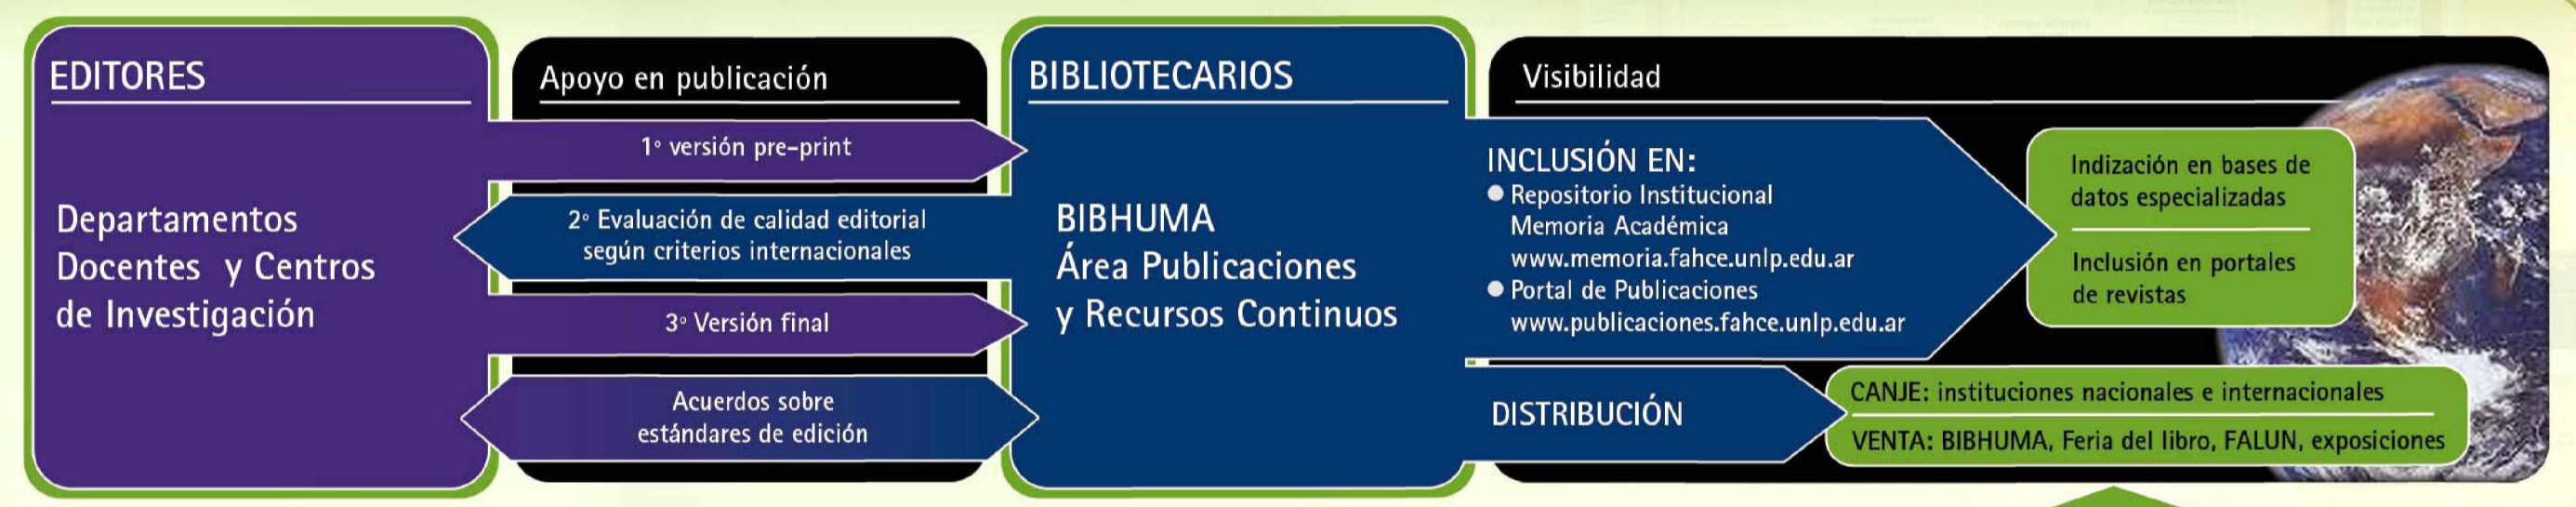 EDITORES
Departamentos
Docentes y Centros
de Investigación
Apoyo en publicación
1º versión pre-print
2º Evaluación de calidad editorial
según criterios internacionales
3º Versión final
Acuerdos sobre
estándares de edición
BIBLIOTECARIOS
BIBHUMA
Área Publicaciones
y Recursos Continuos
Visibilidad
INCLUSIÓN EN:
● Repositorio Institucional
Memoria Académica
www.memoria.fahce.unlp.edu.ar
● Portal de Publicaciones
www.publicaciones.fahce.unlp.edu.ar
Indización en bases de
datos especializadas
Inclusión en portales
de revistas
DISTRIBUCIÓN
CANJE: instituciones nacionales e internacionales
VENTA: BIBHUMA, Feria del libro, FALUN, exposiciones